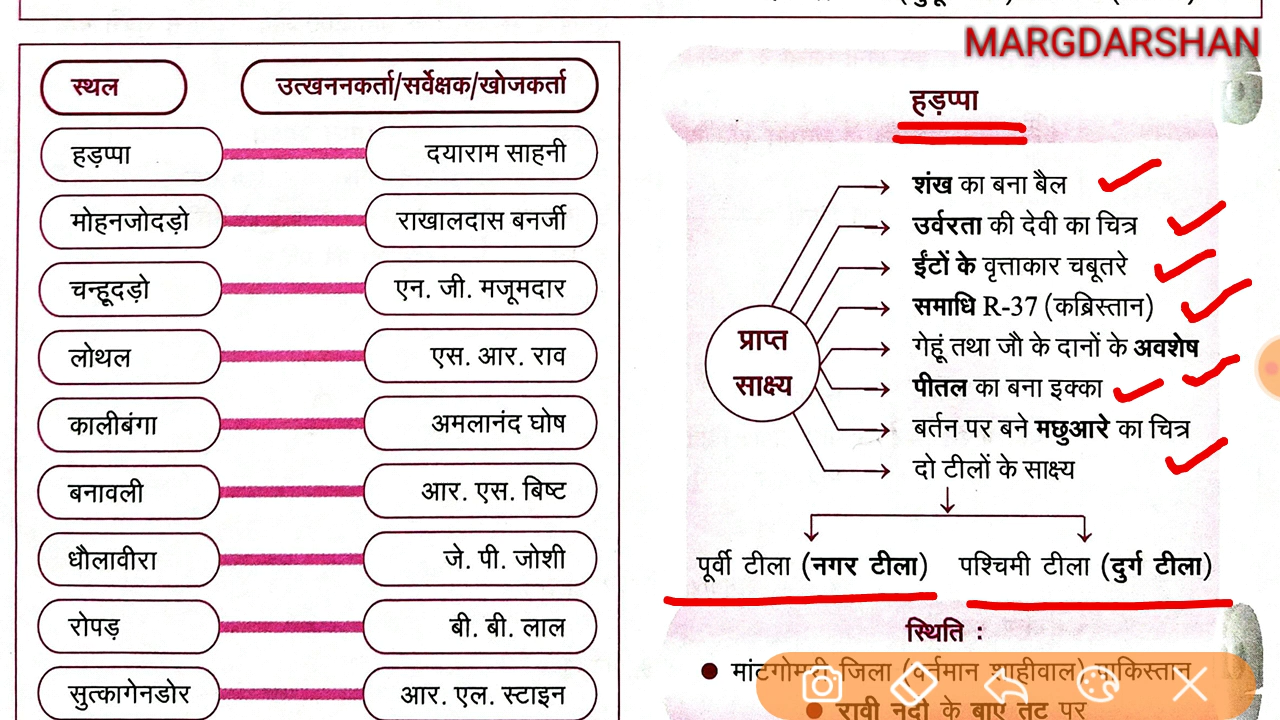 MARGDARSHAN
स्थल उत्खननकर्ता/सर्वेक्षक/खोजकर्ता
हड़प्पा दयाराम साहनी
मोहनजोदड़ो राखालदास बनर्जी
चन्हूदड़ो एन. जी. मजूमदार
लोथल एस. आर. राव
कालीबंगा अमलानंद घोष
बनावली आर. एस. बिष्ट
धौलावीरा जे. पी. जोशी
रोपड़ बी. बी. लाल
सुत्कागेनडोर आर. एल. स्टाइन
हड़प्पा
प्राप्त
साक्ष्य
शंख का बना बैल
उर्वरता की देवी का चित्र
ईंटों के वृत्ताकार चबूतरे
समाधि R-37 (कब्रिस्तान)
गेहूं तथा जौ के दानों के अवशेष
पीतल का बना इक्का
बर्तन पर बने मछुआरे का चित्र
दो टीलों के साक्ष्य
पूर्वी टीला (नगर टीला) पश्चिमी टीला (दुर्ग टीला)
स्थिति :
मांटगोमरी जिला (वर्तमान शाहीवाल) पाकिस्तान
रावी नदी के बाएं तट पर